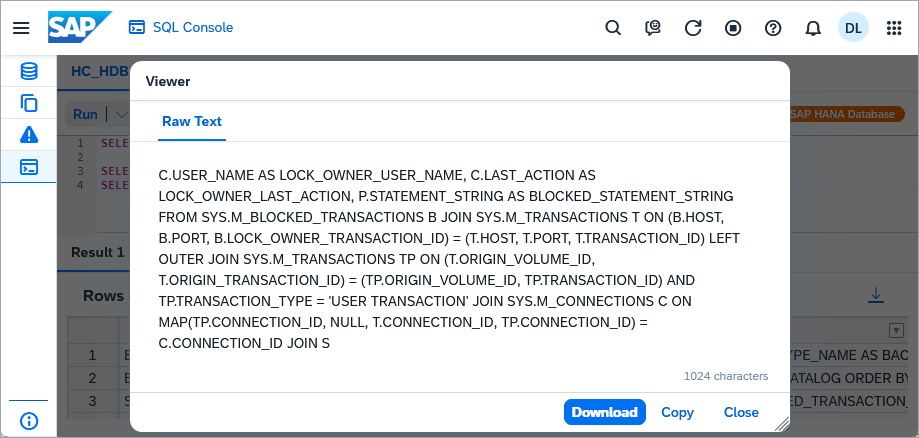 SAP SQL Console DL
HC_HDB
Viewer
Run
Raw Text
SAP HANA Database
1 SELE
2
3 SELE
4 SELE
C.USER_NAME AS LOCK_OWNER_USER_NAME, C.LAST_ACTION AS
LOCK_OWNER_LAST_ACTION, P.STATEMENT_STRING AS BLOCKED_STATEMENT_STRING
FROM SYS.M_BLOCKED_TRANSACTIONS B JOIN SYS.M_TRANSACTIONS T ON (B.HOST,
B.PORT, B.LOCK_OWNER_TRANSACTION_ID) = (T.HOST, T.PORT, T.TRANSACTION_ID) LEFT
OUTER JOIN SYS.M_TRANSACTIONS TP ON (T.ORIGIN_VOLUME_ID,
T.ORIGIN_TRANSACTION_ID) = (TP.ORIGIN_VOLUME_ID, TP.TRANSACTION_ID) AND
TP.TRANSACTION_TYPE = 'USER TRANSACTION' JOIN SYS.M_CONNECTIONS C ON
MAP(TP.CONNECTION_ID, NULL, T.CONNECTION_ID, TP.CONNECTION_ID) =
C.CONNECTION_ID JOIN S
Result 1
Rows
1 YPE_NAME AS BAC
2 ATALOG ORDER BY
3 S ED_TRANSACTION_
1024 characters
Download Copy Close